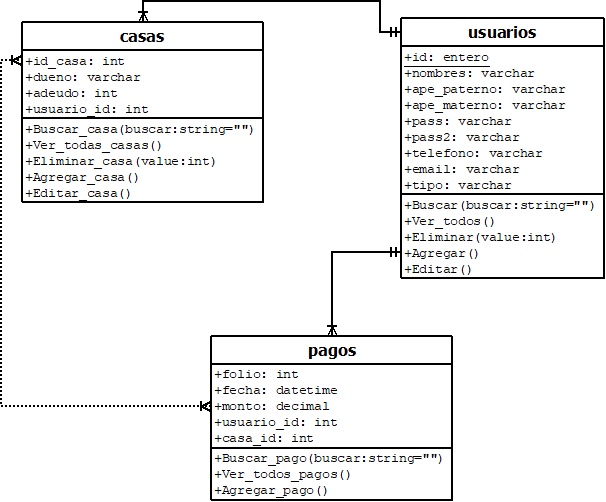 casas
+id_casa: int
+dueno: varchar
+adeudo: int
+usuario_id: int
+Buscar_casa(buscar:string="")
+Ver_todas_casas()
+Eliminar_casa(value:int)
+Agregar_casa()
+Editar_casa()
usuarios
+id: entero
+nombres: varchar
+ape_paterno: varchar
+ape_materno: varchar
+pass: varchar
+pass2: varchar
+telefono: varchar
+email: varchar
+tipo: varchar
+Buscar(buscar:string="")
+Ver_todos()
+Eliminar(value:int)
+Agregar()
+Editar()
pagos
+folio: int
+fecha: datetime
+monto: decimal
+usuario_id: int
+casa_id: int
+Buscar_pago(buscar:string="")
+Ver_todos_pagos()
+Agregar_pago()